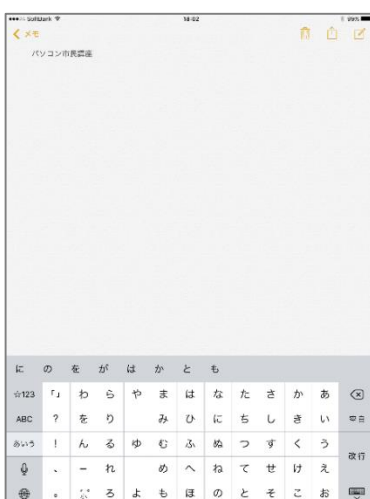 SoftBank 18:02 89%
メモ
パソコン市民講座
に の を が は か と も
☆123 「」 わ ら や ま は な た さ か あ
ABC ? を り み ひ に ち し き い 空白
あいう ! ん る ゆ む ふ ぬ つ す く う
、 ー れ め へ ね て せ け え 改行
。 ろ よ も ほ の と そ こ お